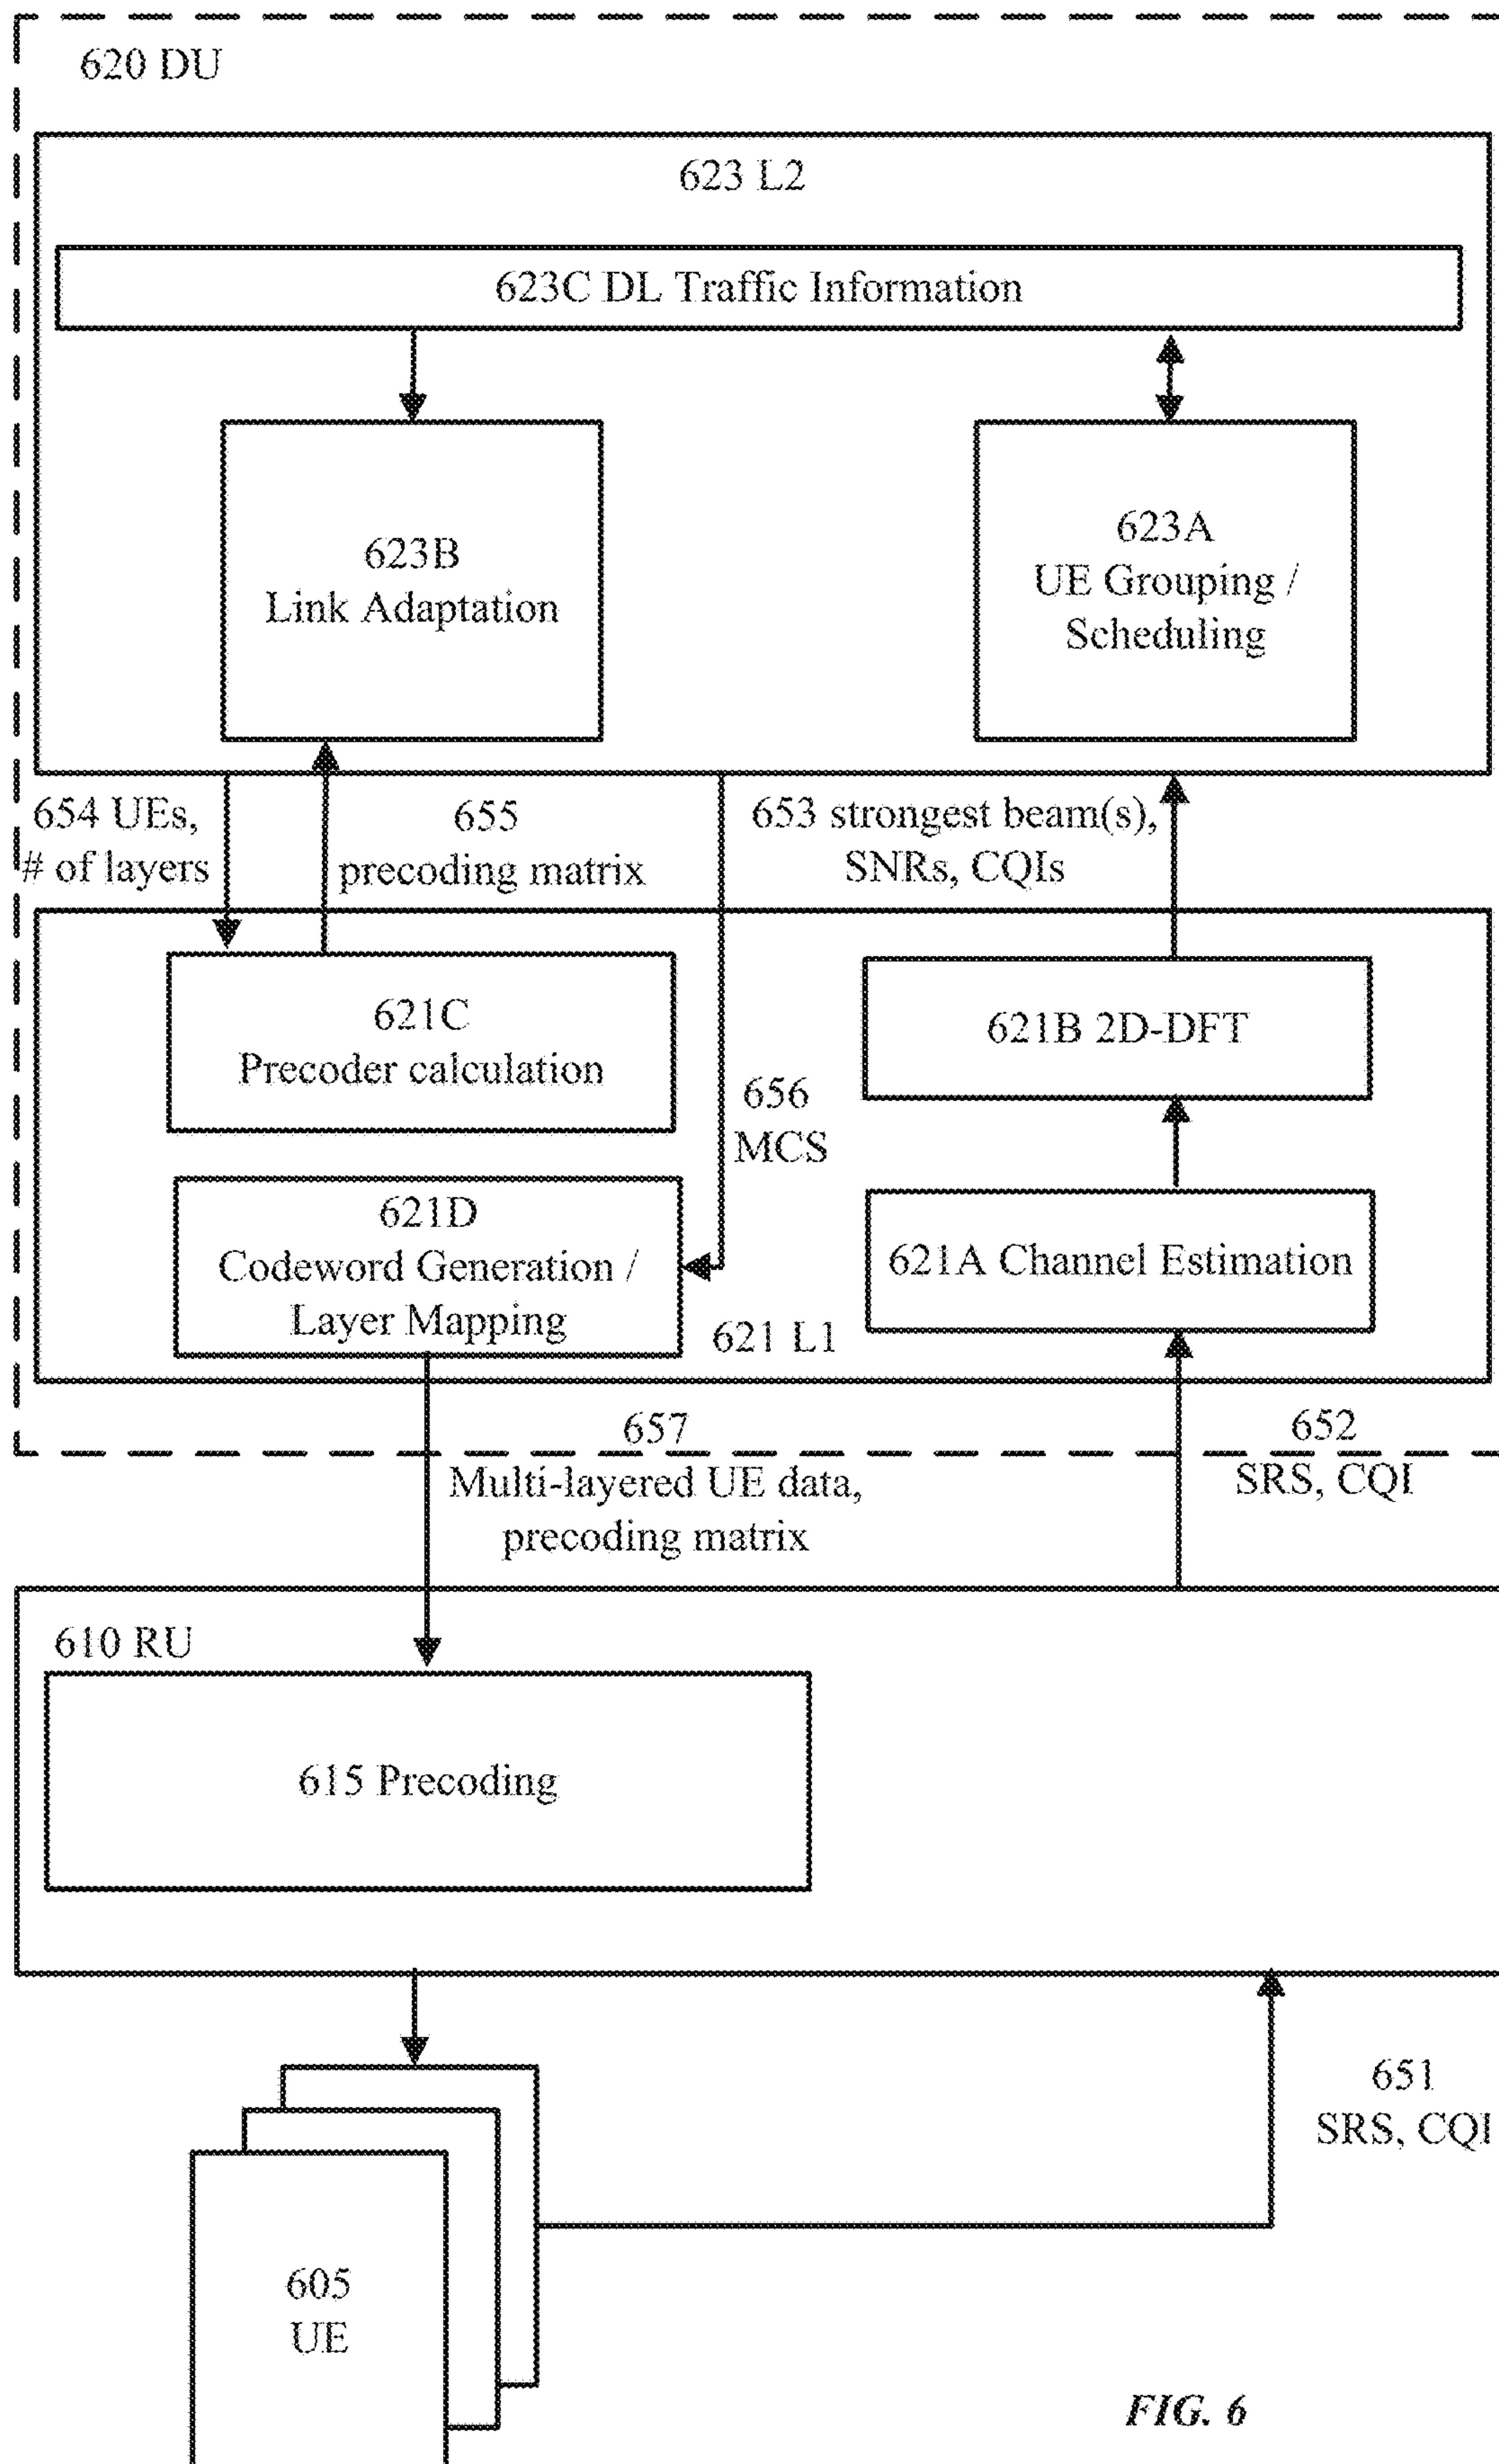 620 DU
623 L2
623C DL Traffic Information
623B
Link Adaptation
623A
UE Grouping /
Scheduling
654 UEs,
# of layers
655
precoding matrix
653 strongest beam(s),
SNRs, CQIs
621C
Precoder calculation
621B 2D-DFT
656
MCS
621D
Codeword Generation /
Layer Mapping
621A Channel Estimation
621 L1
657
Multi-layered UE data,
precoding matrix
652
SRS, CQI
610 RU
615 Precoding
651
SRS, CQI
605
UE
FIG. 6